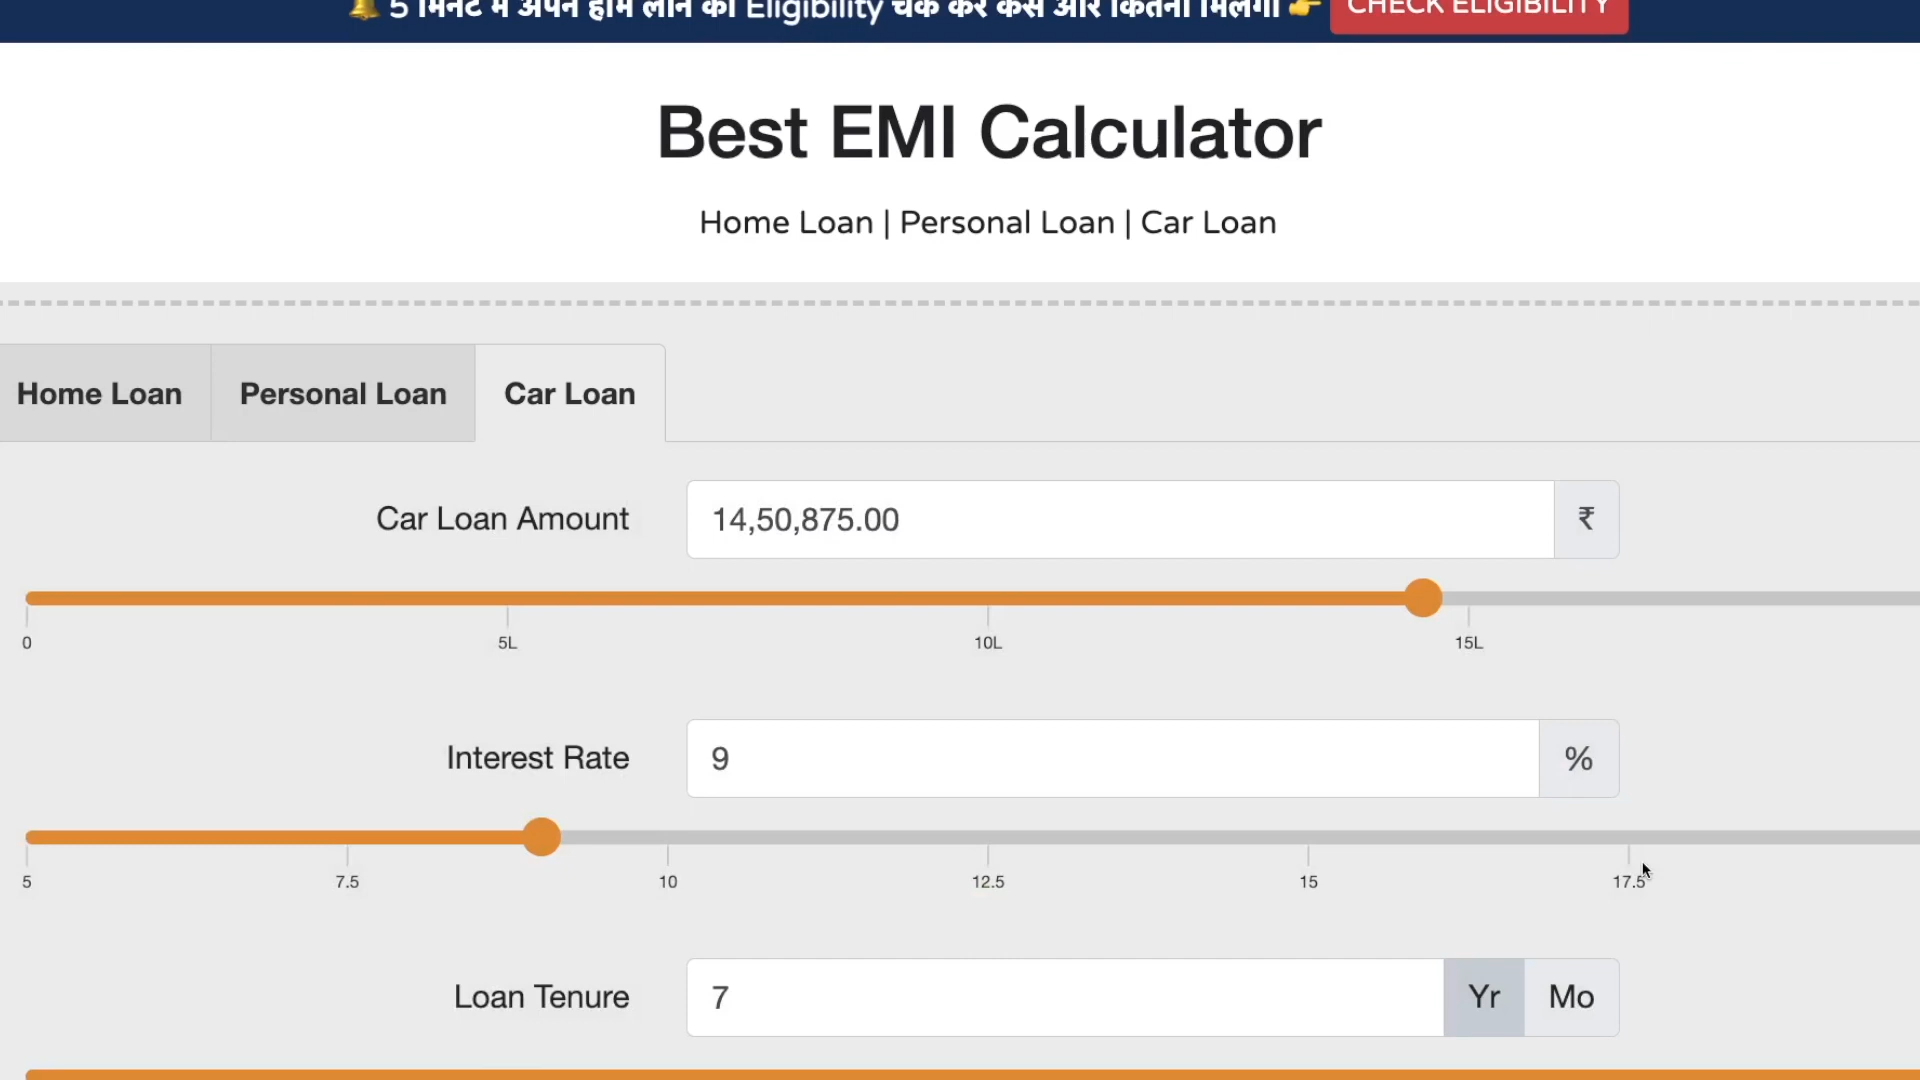 5 मिनट में अपने होम लोन की Eligibility चेक करें कैसे और कितना मिलेगा CHECK ELIGIBILITY
Best EMI Calculator
Home Loan | Personal Loan | Car Loan
Home Loan Personal Loan Car Loan
Car Loan Amount 14,50,875.00 ₹
0 5L 10L 15L
Interest Rate 9 %
5 7.5 10 12.5 15 17.5
Loan Tenure 7 Yr Mo